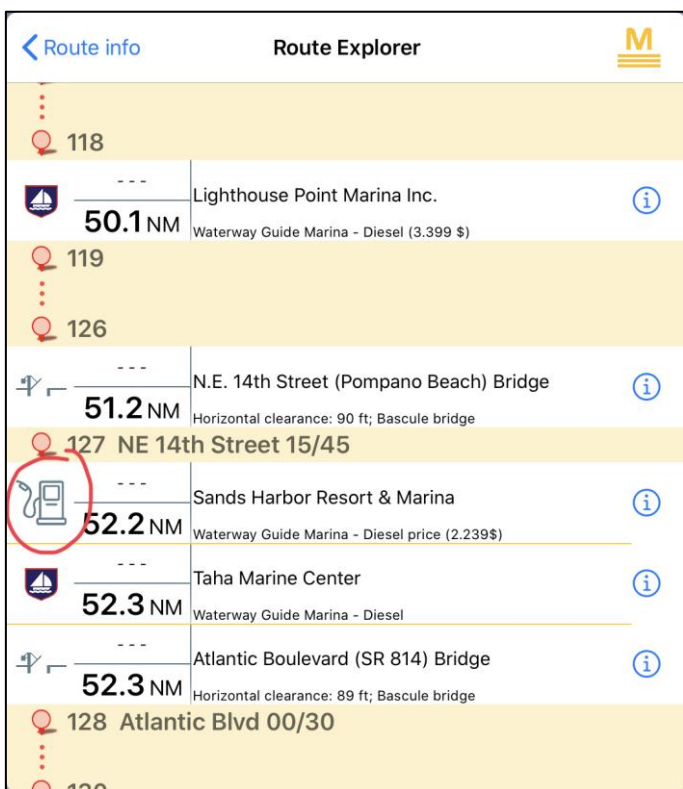 Route info
Route Explorer
M
118
- - -
50.1 NM
Lighthouse Point Marina Inc.
Waterway Guide Marina - Diesel (3.399 $)
119
126
- - -
51.2 NM
N.E. 14th Street (Pompano Beach) Bridge
Horizontal clearance: 90 ft; Bascule bridge
127 NE 14th Street 15/45
- - -
52.2 NM
Sands Harbor Resort & Marina
Waterway Guide Marina - Diesel price (2.239$)
- - -
52.3 NM
Taha Marine Center
Waterway Guide Marina - Diesel
- - -
52.3 NM
Atlantic Boulevard (SR 814) Bridge
Horizontal clearance: 89 ft; Bascule bridge
128 Atlantic Blvd 00/30